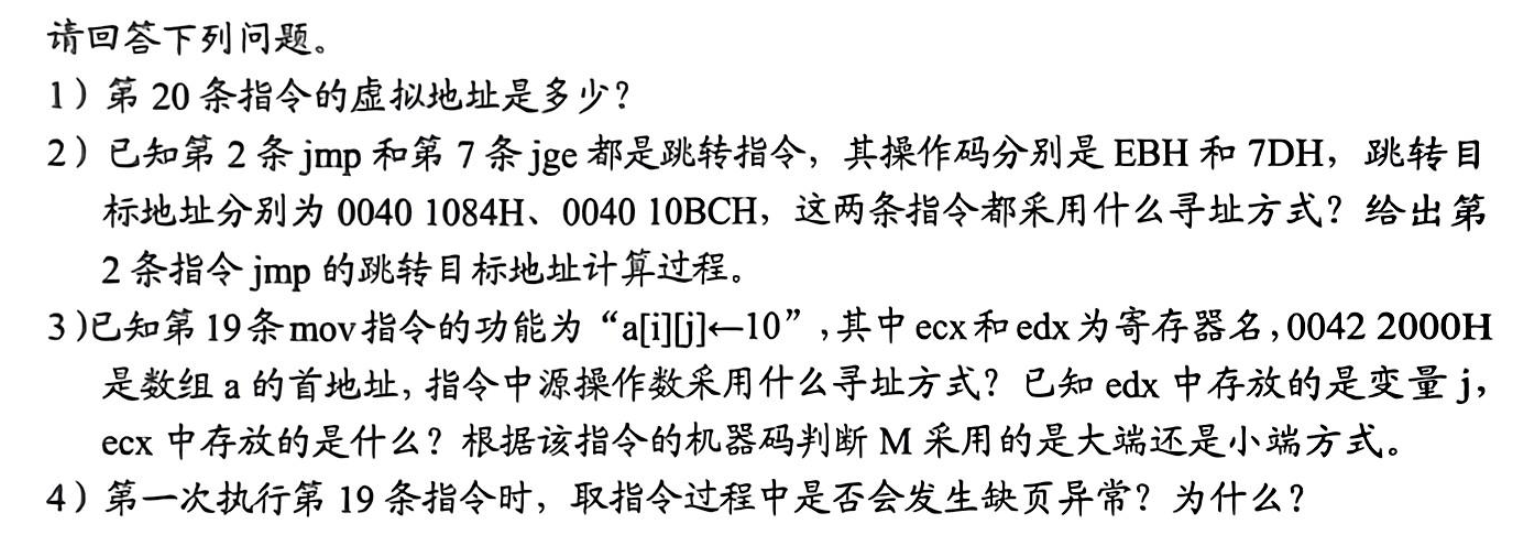 请回答下列问题。
1）第 20 条指令的虚拟地址是多少？
2）已知第 2 条 jmp 和第 7 条 jge 都是跳转指令，其操作码分别是 EBH 和 7DH，跳转目
标地址分别为 0040 1084H、0040 10BCH，这两条指令都采用什么寻址方式？给出第
2 条指令 jmp 的跳转目标地址计算过程。
3）已知第 19 条 mov 指令的功能为“a[i][j]←10”，其中 ecx 和 edx 为寄存器名，0042 2000H
是数组 a 的首地址，指令中源操作数采用什么寻址方式？已知 edx 中存放的是变量 j，
ecx 中存放的是什么？根据该指令的机器码判断 M 采用的是大端还是小端方式。
4）第一次执行第 19 条指令时，取指令过程中是否会发生缺页异常？为什么？